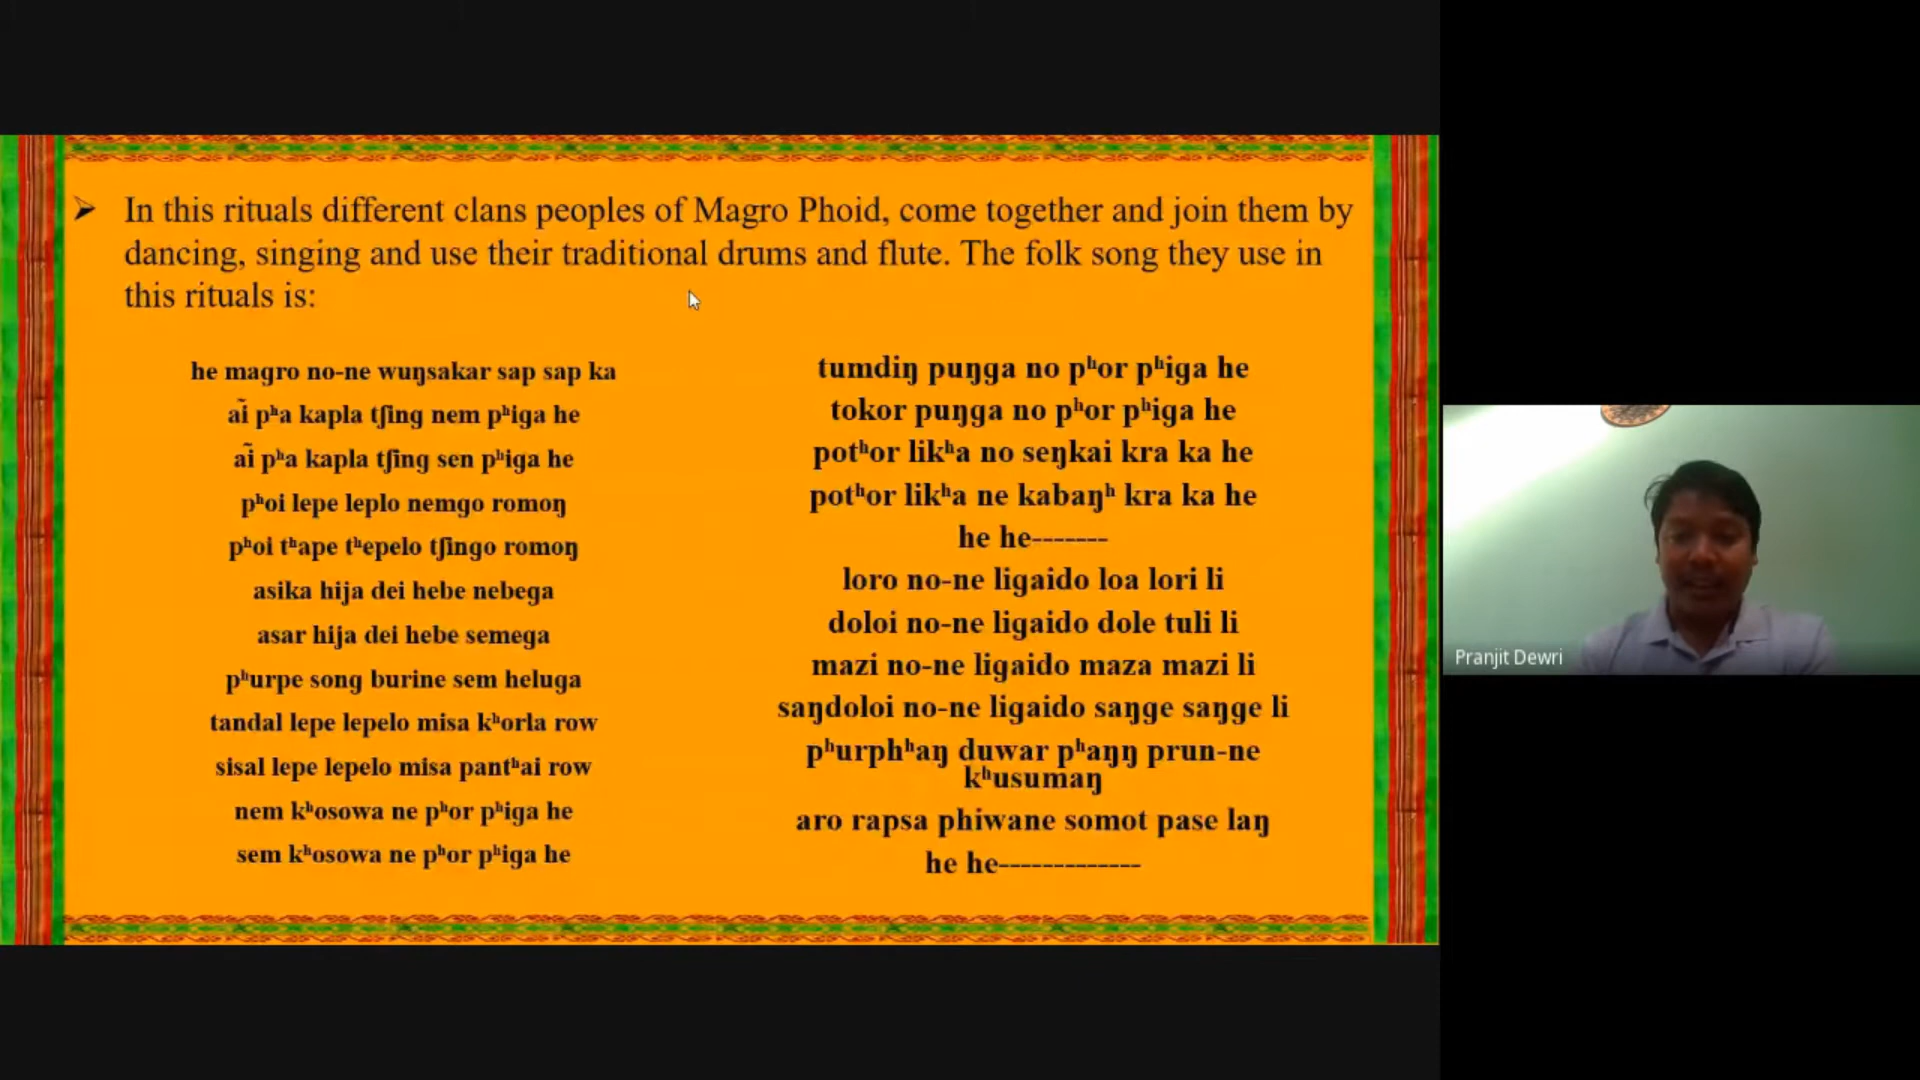 ➢ In this rituals different clans peoples of Magro Phoid, come together and join them by
dancing, singing and use their traditional drums and flute. The folk song they use in
this rituals is:
he magro no-ne wuŋsakar sap sap ka
aĩ pʰa kapla tʃing nem pʰiga he
aĩ pʰa kapla tʃing sen pʰiga he
pʰoi lepe leplo nemgo romoŋ
pʰoi tʰape tʰepelo tʃingo romoŋ
asika hija dei hebe nebega
asar hija dei hebe semega
pʰurpe song burine sem heluga
tandal lepe lepelo misa kʰorla row
sisal lepe lepelo misa pantʰai row
nem kʰosowa ne pʰor pʰiga he
sem kʰosowa ne pʰor pʰiga he
tumdiŋ puŋga no pʰor pʰiga he
tokor puŋga no pʰor pʰiga he
potʰor likʰa no seŋkai kra ka he
potʰor likʰa ne kabaŋʰ kra ka he
he he-------
loro no-ne ligaido loa lori li
doloi no-ne ligaido dole tuli li
mazi no-ne ligaido maza mazi li
saŋdoloi no-ne ligaido saŋge saŋge li
pʰurphʰaŋ duwar pʰaŋŋ prun-ne
kʰusumaŋ
aro rapsa phiwane somot pase laŋ
he he-------------
Pranjit Dewri